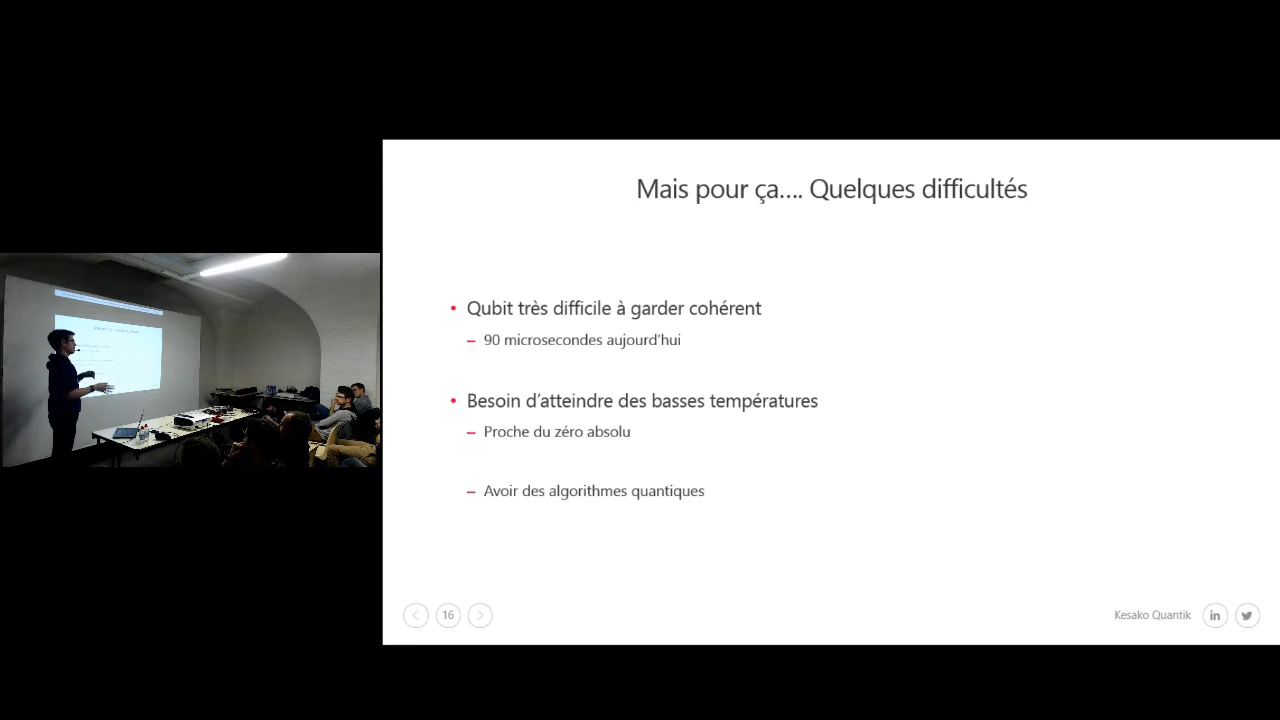 Mais pour ça.... Quelques difficultés
• Qubit très difficile à garder cohérent
– 90 microsecondes aujourd'hui
• Besoin d'atteindre des basses températures
– Proche du zéro absolu
– Avoir des algorithmes quantiques
16
Kesako Quantik
in